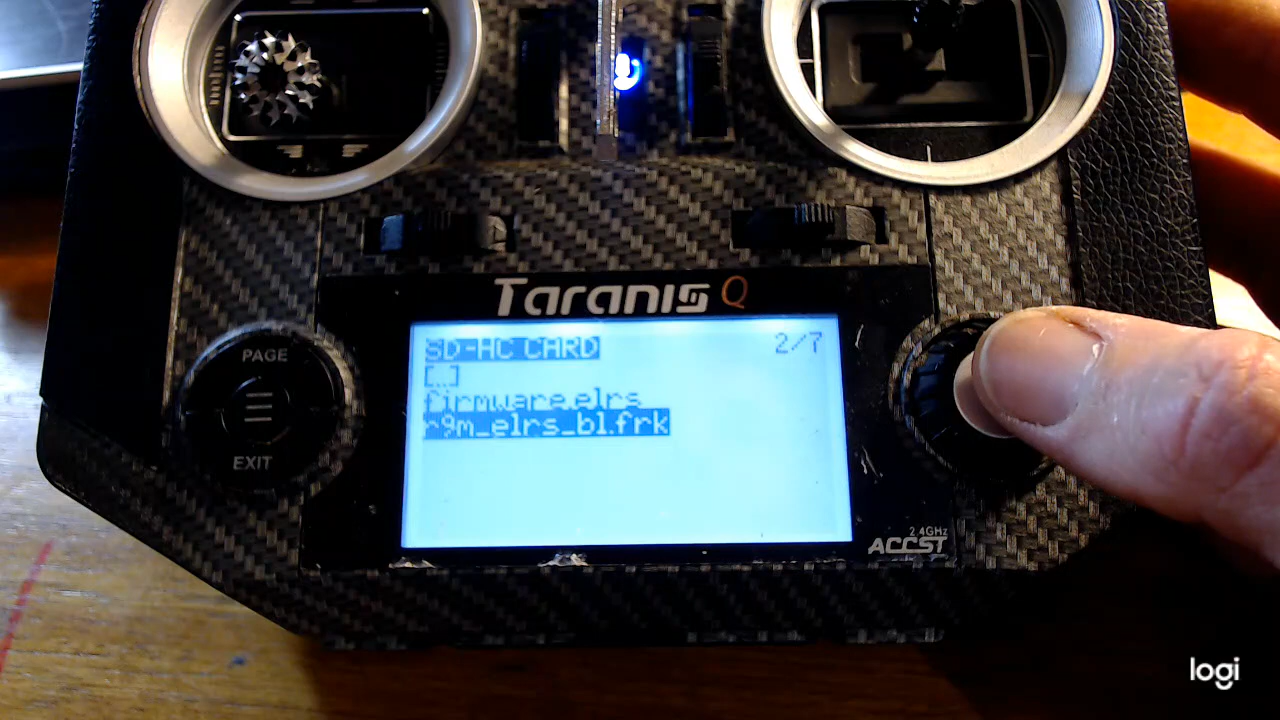 Taranis Q
SD-HC CARD 2/7
[..]
firmware.elrs
r9m_elrs_bl.frk
PAGE
EXIT
2.4GHz
ACCST
logi